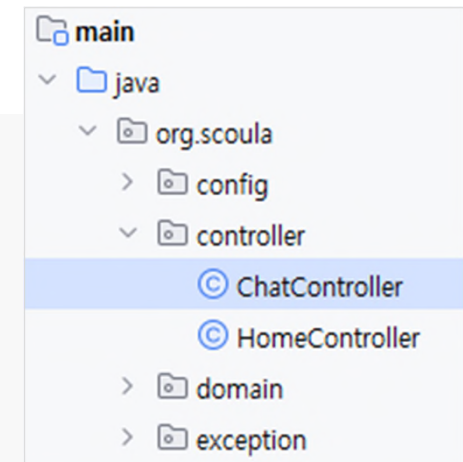 main
java
org.scoula
config
controller
ChatController
HomeController
domain
exception